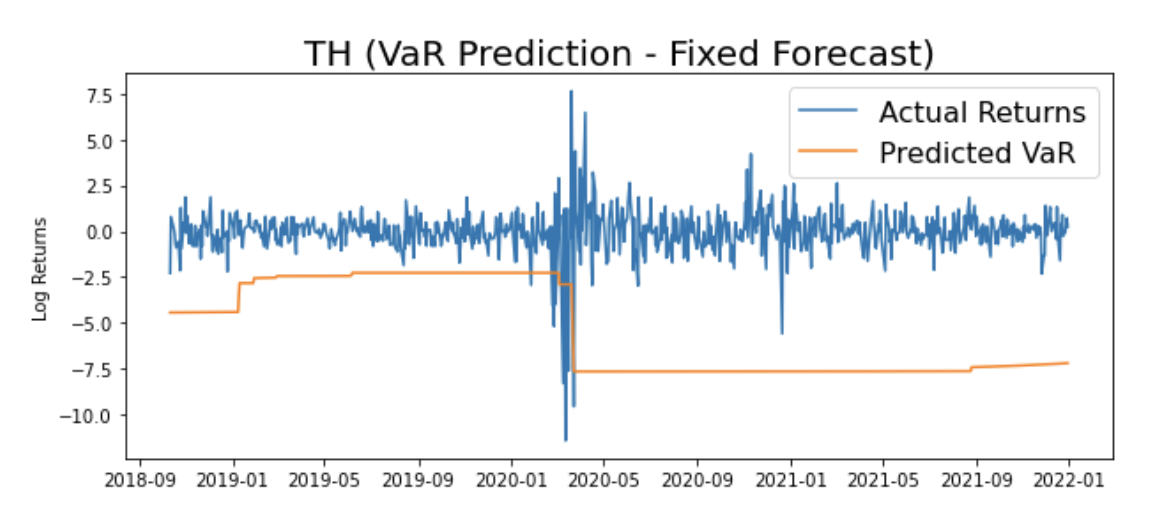 TH (VaR Prediction - Fixed Forecast)
Actual Returns
Predicted VaR
Log Returns
7.5
5.0
2.5
0.0
−2.5
−5.0
−7.5
−10.0
2018-09 2019-01 2019-05 2019-09 2020-01 2020-05 2020-09 2021-01 2021-05 2021-09 2022-01